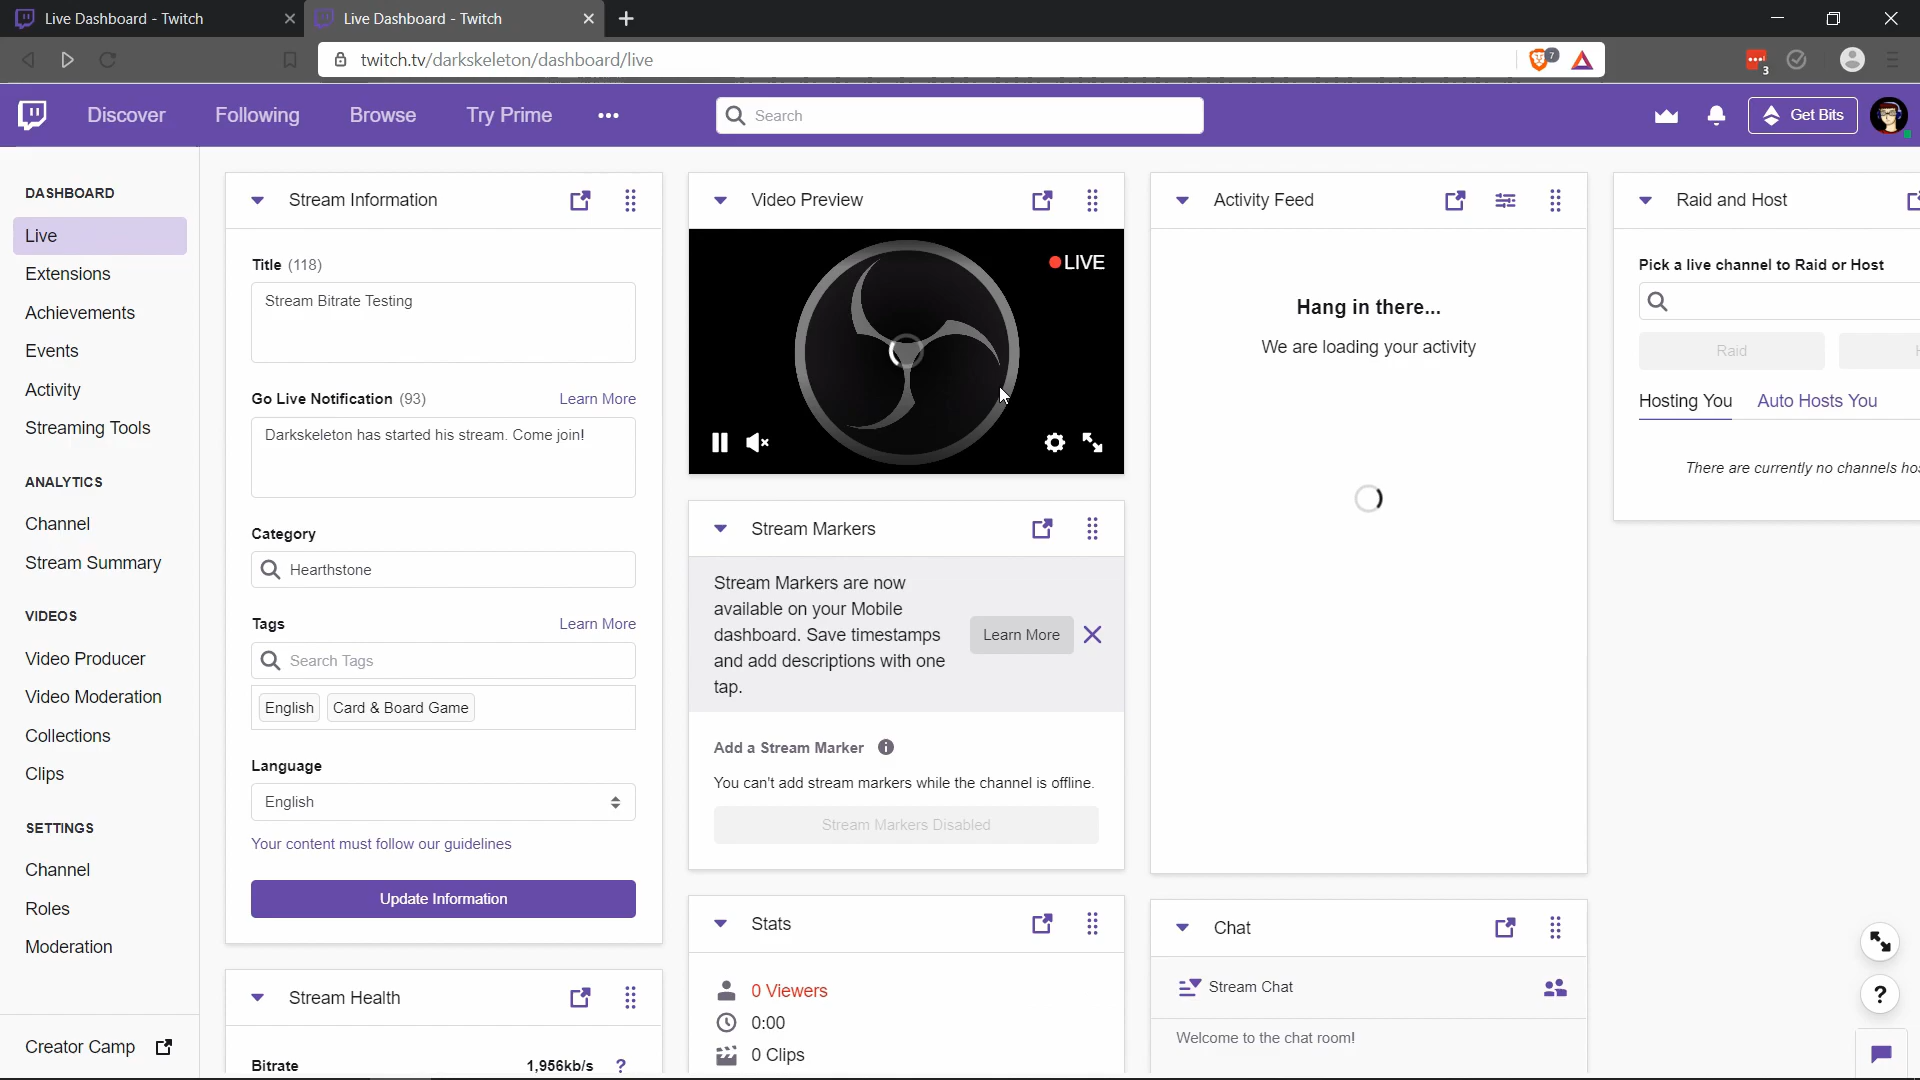 Live Dashboard - Twitch
Live Dashboard - Twitch
twitch.tv/darkskeleton/dashboard/live
7
3
Discover
Following
Browse
Try Prime
Search
Get Bits
DASHBOARD
Live
Extensions
Achievements
Events
Activity
Streaming Tools
ANALYTICS
Channel
Stream Summary
VIDEOS
Video Producer
Video Moderation
Collections
Clips
SETTINGS
Channel
Roles
Moderation
Creator Camp
Stream Information
Title (118)
Stream Bitrate Testing
Go Live Notification (93)
Learn More
Darkskeleton has started his stream. Come join!
Category
Hearthstone
Tags
Learn More
Search Tags
English
Card & Board Game
Language
English
Your content must follow our guidelines
Update Information
Stream Health
Bitrate
1,956kb/s
?
Video Preview
LIVE
Stream Markers
Stream Markers are now
available on your Mobile
dashboard. Save timestamps
and add descriptions with one
tap.
Learn More
Add a Stream Marker
You can't add stream markers while the channel is offline.
Stream Markers Disabled
Stats
0 Viewers
0:00
0 Clips
Activity Feed
Hang in there...
We are loading your activity
Chat
Stream Chat
Welcome to the chat room!
Raid and Host
Pick a live channel to Raid or Host
Raid
Hosting You
Auto Hosts You
There are currently no channels hos
?